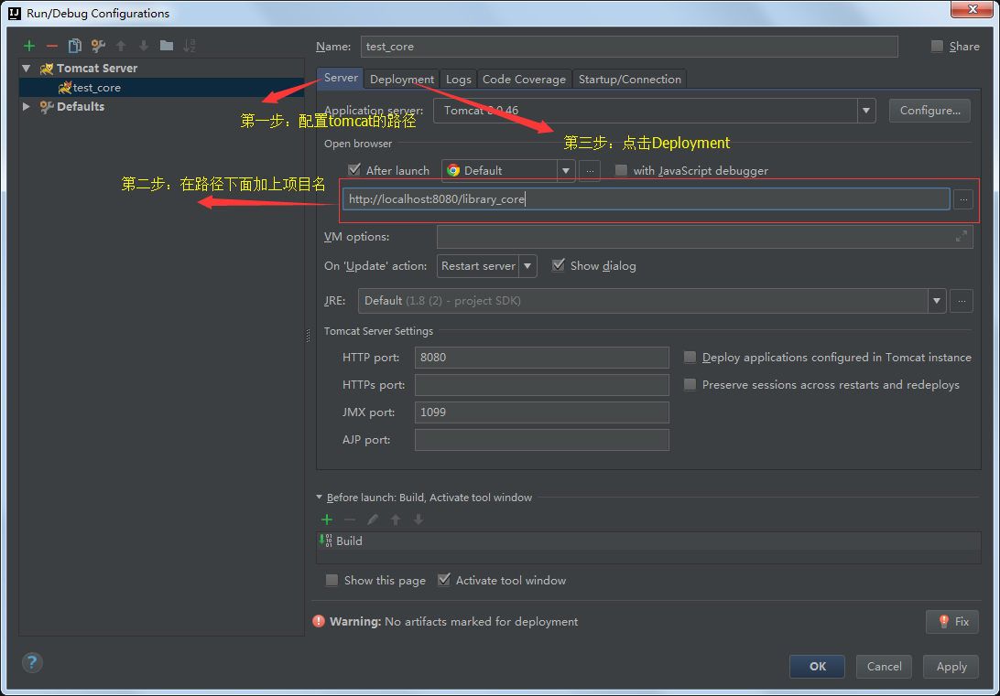 Run/Debug Configurations
Name: test_core Share
Tomcat Server
test_core
Defaults
Server Deployment Logs Code Coverage Startup/Connection
第一步：配置tomcat的路径
Application server: Tomcat 8.0.46 Configure...
第三步：点击Deployment
Open browser
After launch Default ... with JavaScript debugger
第二步：在路径下面加上项目名
http://localhost:8080/library_core ...
VM options:
On 'Update' action: Restart server Show dialog
JRE: Default (1.8 (2) - project SDK) ...
Tomcat Server Settings
HTTP port: 8080 Deploy applications configured in Tomcat instance
HTTPs port: Preserve sessions across restarts and redeploys
JMX port: 1099
AJP port:
Before launch: Build, Activate tool window
Build
Show this page Activate tool window
Warning: No artifacts marked for deployment Fix
? OK Cancel Apply